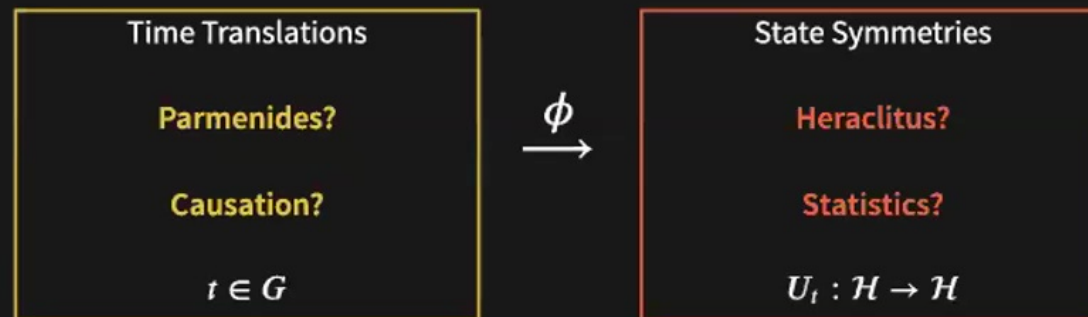 Time Translations
Parmenides?
Causation?
t ∈ G
ϕ
→
State Symmetries
Heraclitus?
Statistics?
Uₜ : ℋ → ℋ